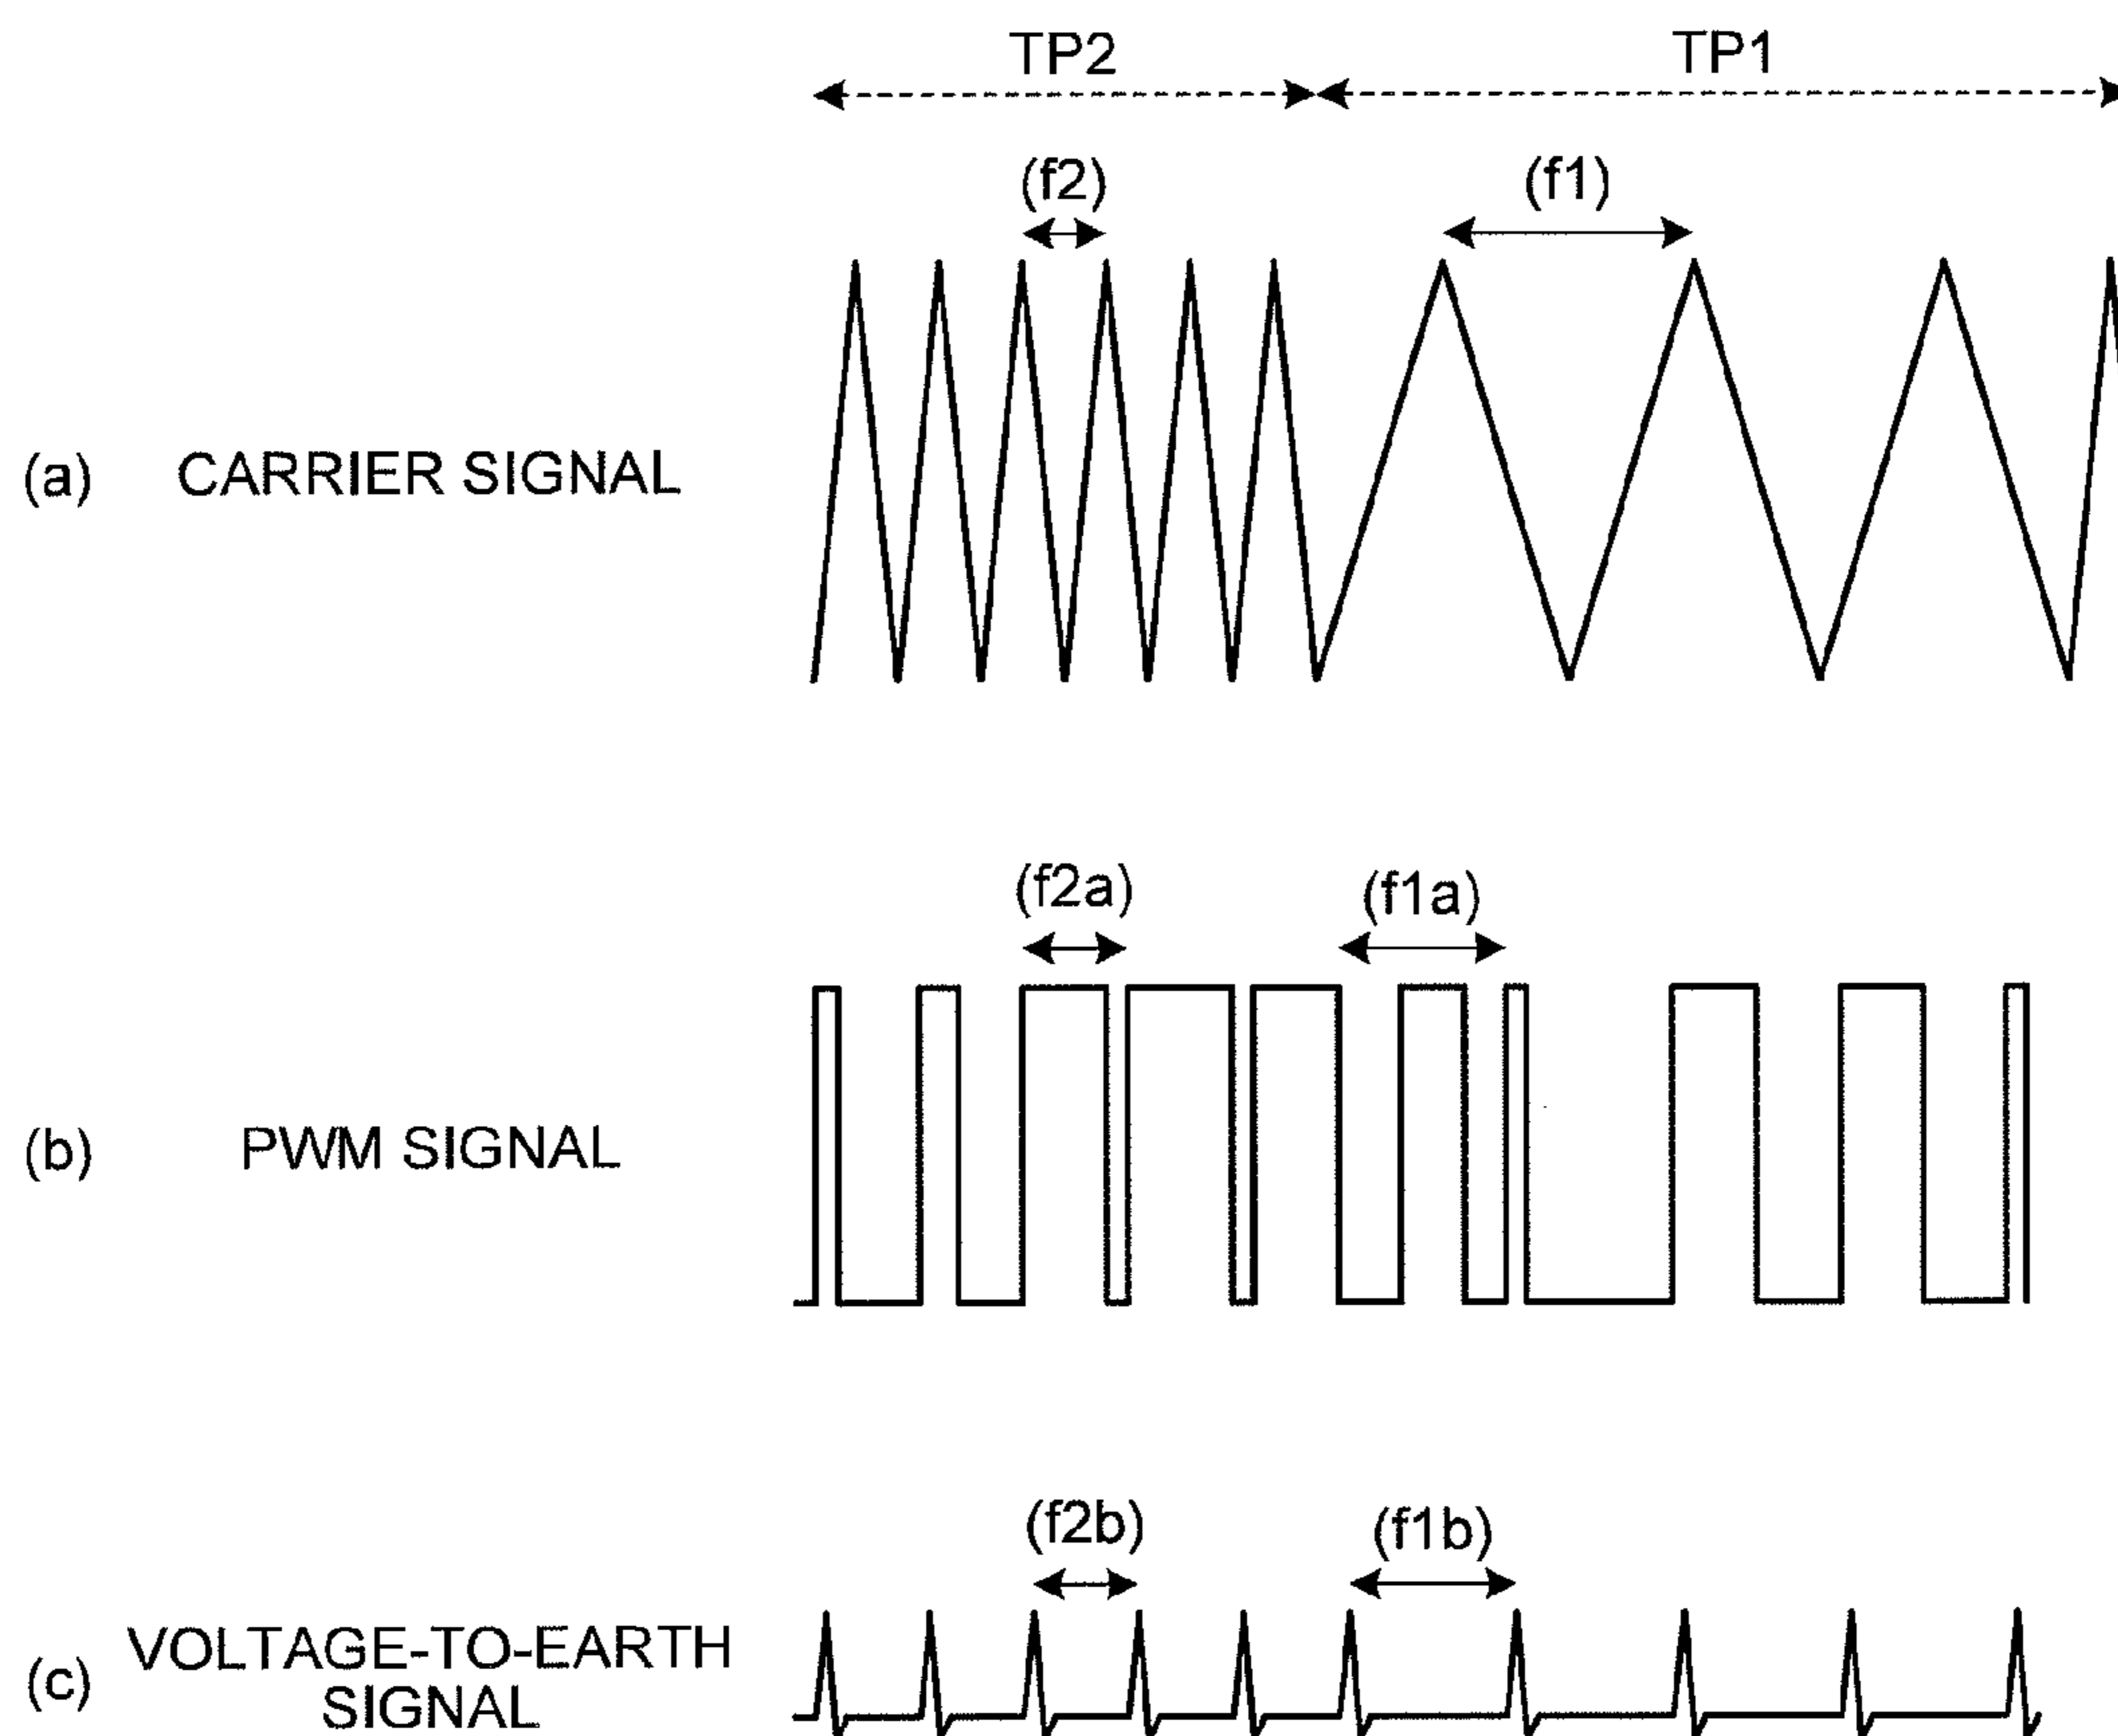 TP2 TP1
(f2) (f1)
(a) CARRIER SIGNAL
(f2a) (f1a)
(b) PWM SIGNAL
(f2b) (f1b)
(c) VOLTAGE-TO-EARTH
SIGNAL